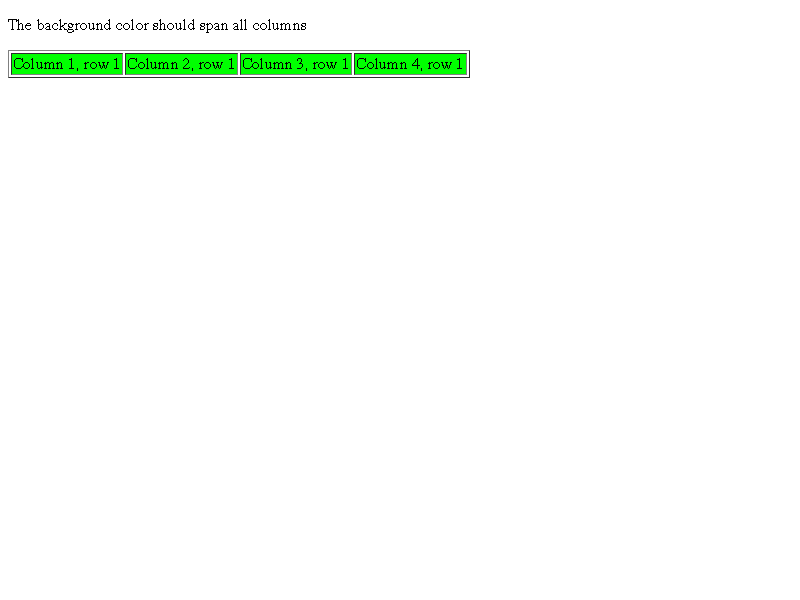 The background color should span all columns
Column 1, row 1 Column 2, row 1 Column 3, row 1 Column 4, row 1